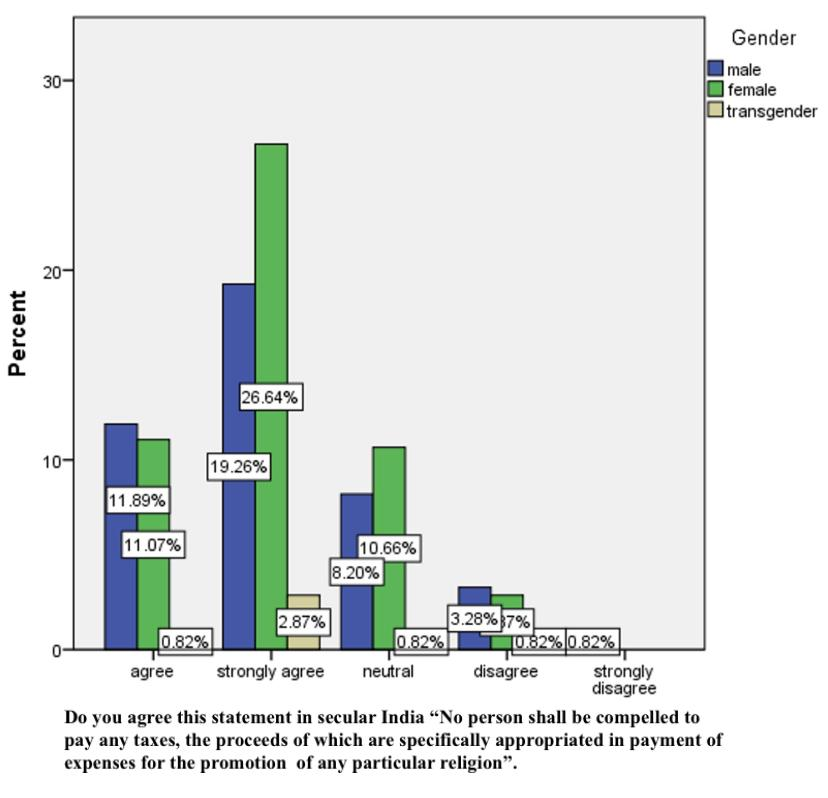 Gender
male
female
transgender
30
20
10
0
Percent
26.64%
19.26%
11.89%
11.07%
10.66%
8.20%
2.87%
3.28%
37%
0.82%
0.82%
0.82%
0.82%
agree
strongly agree
neutral
disagree
strongly
disagree
Do you agree this statement in secular India “No person shall be compelled to
pay any taxes, the proceeds of which are specifically appropriated in payment of
expenses for the promotion of any particular religion”.